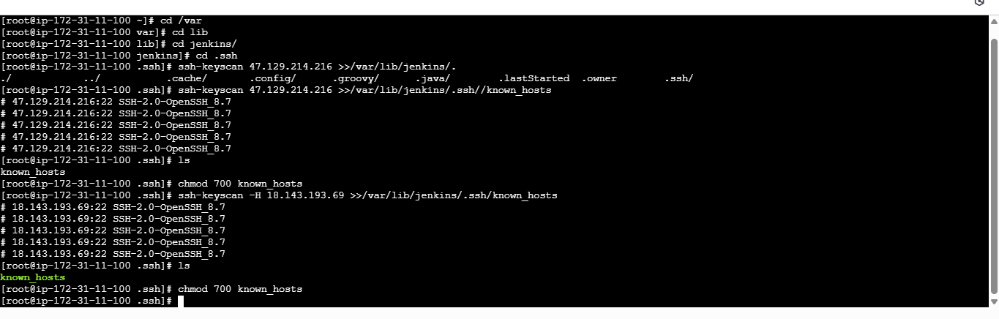 [root@ip-172-31-11-100 ~]# cd /var
[root@ip-172-31-11-100 var]# cd lib
[root@ip-172-31-11-100 lib]# cd jenkins/
[root@ip-172-31-11-100 jenkins]# cd .ssh
[root@ip-172-31-11-100 .ssh]# ssh-keyscan 47.129.214.216 >>/var/lib/jenkins/.
./ ../ .cache/ .config/ .groovy/ .java/ .lastStarted .owner .ssh/
[root@ip-172-31-11-100 .ssh]# ssh-keyscan 47.129.214.216 >>/var/lib/jenkins/.ssh//known_hosts
# 47.129.214.216:22 SSH-2.0-OpenSSH_8.7
# 47.129.214.216:22 SSH-2.0-OpenSSH_8.7
# 47.129.214.216:22 SSH-2.0-OpenSSH_8.7
# 47.129.214.216:22 SSH-2.0-OpenSSH_8.7
# 47.129.214.216:22 SSH-2.0-OpenSSH_8.7
[root@ip-172-31-11-100 .ssh]# ls
known_hosts
[root@ip-172-31-11-100 .ssh]# chmod 700 known_hosts
[root@ip-172-31-11-100 .ssh]# ssh-keyscan -H 18.143.193.69 >>/var/lib/jenkins/.ssh/known_hosts
# 18.143.193.69:22 SSH-2.0-OpenSSH_8.7
# 18.143.193.69:22 SSH-2.0-OpenSSH_8.7
# 18.143.193.69:22 SSH-2.0-OpenSSH_8.7
# 18.143.193.69:22 SSH-2.0-OpenSSH_8.7
# 18.143.193.69:22 SSH-2.0-OpenSSH_8.7
[root@ip-172-31-11-100 .ssh]# ls
known_hosts
[root@ip-172-31-11-100 .ssh]# chmod 700 known_hosts
[root@ip-172-31-11-100 .ssh]#